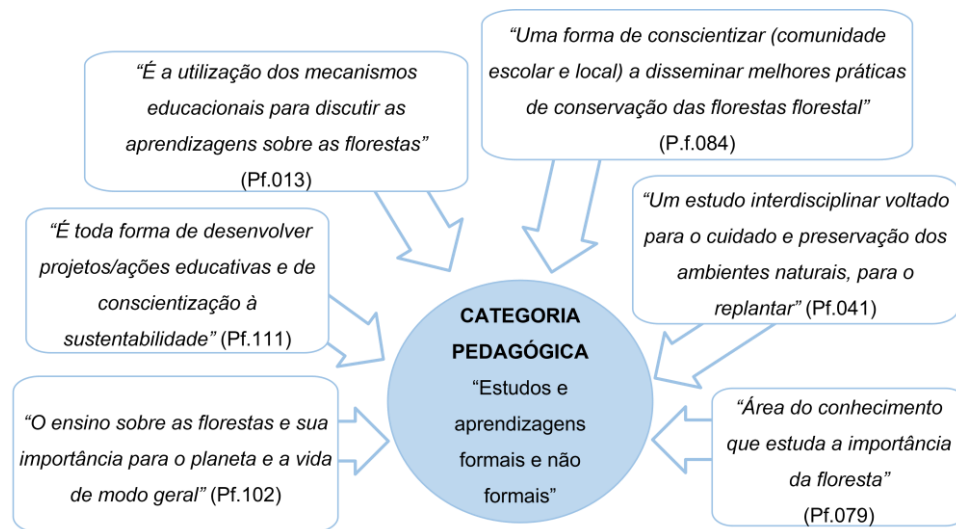 “É a utilização dos mecanismos
educacionais para discutir as
aprendizagens sobre as florestas”
(Pf.013)
“Uma forma de conscientizar (comunidade
escolar e local) a disseminar melhores práticas
de conservação das florestas florestal”
(P.f.084)
“É toda forma de desenvolver
projetos/ações educativas e de
conscientização à
sustentabilidade” (Pf.111)
“Um estudo interdisciplinar voltado
para o cuidado e preservação dos
ambientes naturais, para o
replantar” (Pf.041)
CATEGORIA
PEDAGÓGICA
“Estudos e
aprendizagens
formais e não
formais”
“O ensino sobre as florestas e sua
importância para o planeta e a vida
de modo geral” (Pf.102)
“Área do conhecimento
que estuda a importância
da floresta”
(Pf.079)